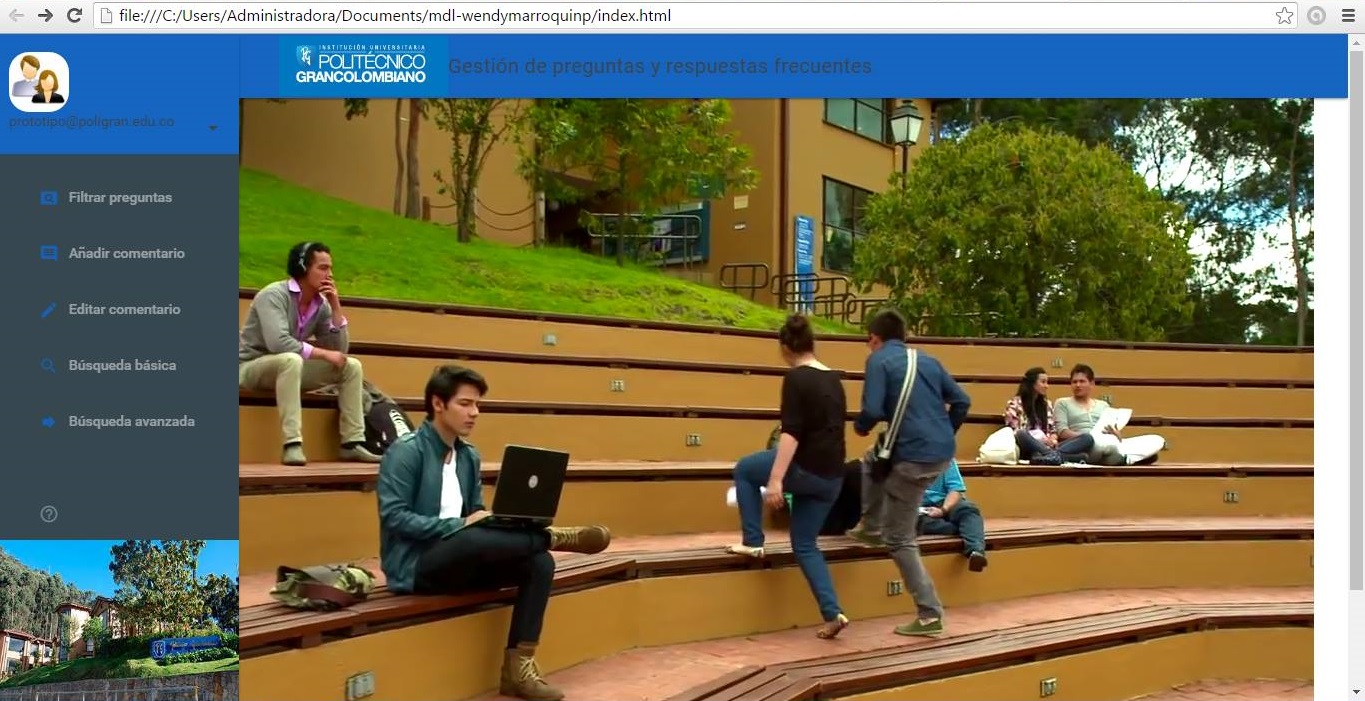 file:///C:/Users/Administradora/Documents/mdl-wendymarroquinp/index.html
INSTITUCIÓN UNIVERSITARIA
POLITÉCNICO
GRANCOLOMBIANO
Gestión de preguntas y respuestas frecuentes
prototipo@poligran.edu.co
Filtrar preguntas
Añadir comentario
Editar comentario
Búsqueda básica
Búsqueda avanzada